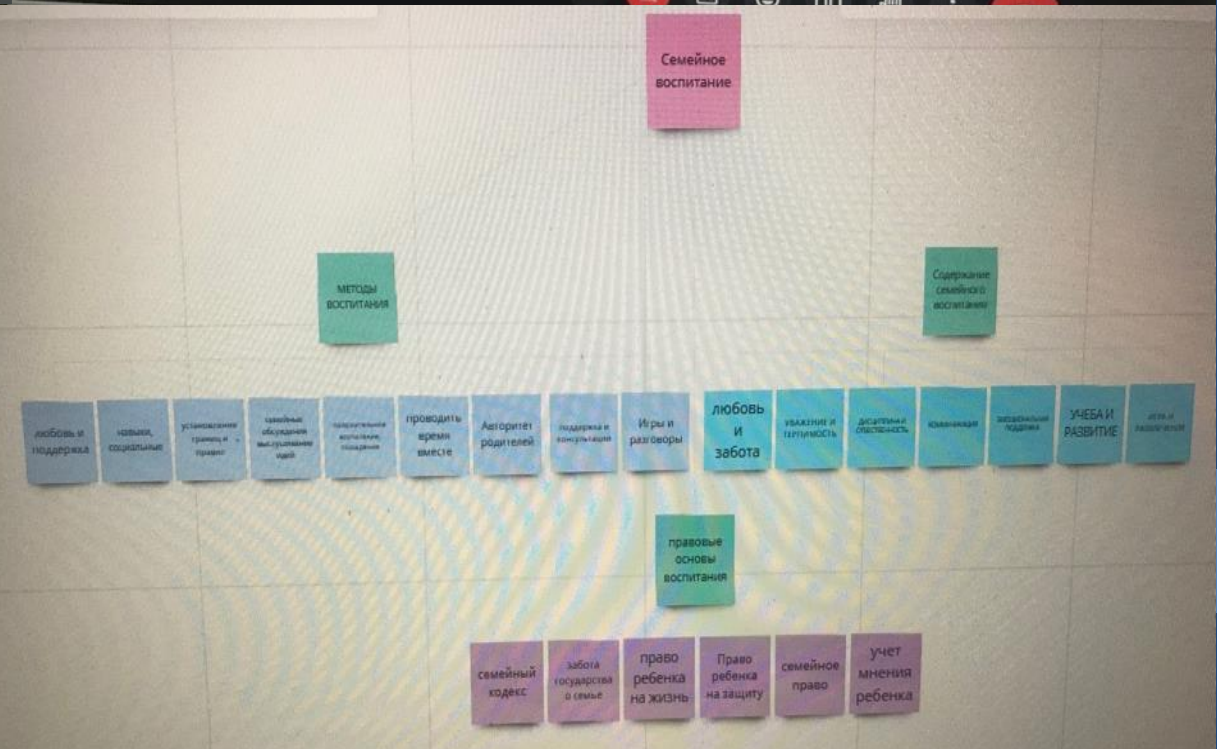 Семейное
воспитание
МЕТОДЫ
ВОСПИТАНИЯ
Содержание
семейного
воспитания
любовь и
поддержка
навыки,
социальные
установление
границ и
правил
семейные
обсуждения
выслушивание
идей
проводить
время
вместе
Авторитет
родителей
поддержка и
консультации
Игры и
разговоры
любовь
и
забота
УВАЖЕНИЕ И
ТЕРПИМОСТЬ
ДИСЦИПЛИНА И
ОТВЕТСТВЕННОСТЬ
КОММУНИКАЦИЯ
ЭМОЦИОНАЛЬНАЯ
ПОДДЕРЖКА
УЧЕБА И
РАЗВИТИЕ
ИГРА И
РАЗВЛЕЧЕНИЯ
правовые
основы
воспитания
семейный
кодекс
забота
государства
о семье
право
ребенка
на жизнь
Право
ребенка
на защиту
семейное
право
учет
мнения
ребенка